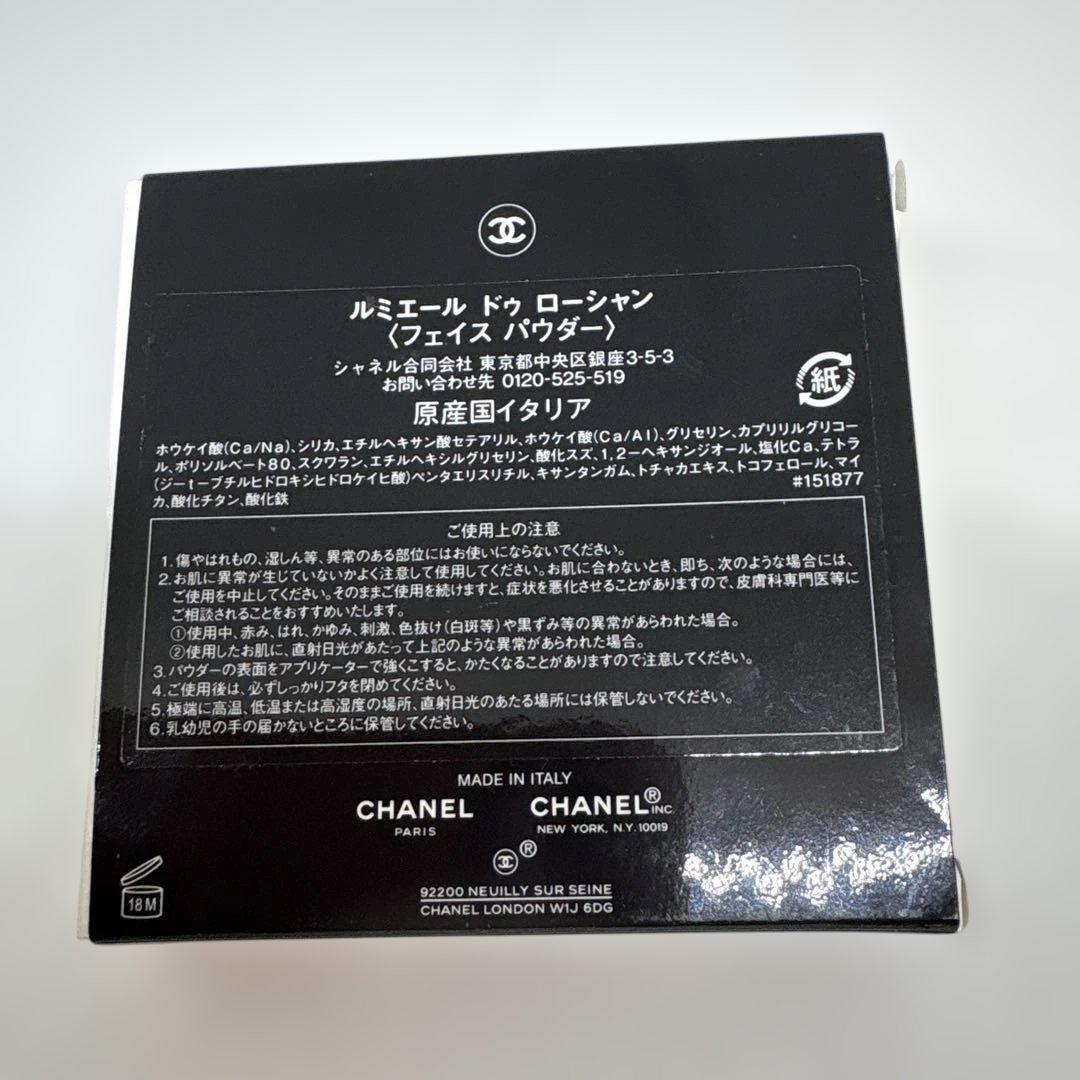 ルミエール ドゥ ローシャン
〈フェイス パウダー〉
シャネル合同会社 東京都中央区銀座3-5-3
お問い合わせ先 0120-525-519
原産国イタリア
紙
ホウケイ酸(Ca/Na)、シリカ、エチルヘキサン酸セテアリル、ホウケイ酸(Ca/Al)、グリセリン、カプリリルグリコー
ル、ポリソルベート80、スクワラン、エチルヘキシルグリセリン、酸化スズ、1,2-ヘキサンジオール、塩化Ca、テトラ
(ジーt-ブチルヒドロキシヒドロケイヒ酸)ペンタエリスリチル、キサンタンガム、トチャカエキス、トコフェロール、マイ
カ、酸化チタン、酸化鉄
#151877
ご使用上の注意
1. 傷やはれもの、湿しん等、異常のある部位にはお使いにならないでください。
2. お肌に異常が生じていないかよく注意して使用してください。お肌に合わないとき、即ち、次のような場合には、
ご使用を中止してください。そのままご使用を続けますと、症状を悪化させることがありますので、皮膚科専門医等に
ご相談されることをおすすめいたします。
①使用中、赤み、はれ、かゆみ、刺激、色抜け(白斑等)や黒ずみ等の異常があらわれた場合。
②使用したお肌に、直射日光があたって上記のような異常があらわれた場合。
3. パウダーの表面をアプリケーターで強くこすると、かたくなることがありますので注意してください。
4. ご使用後は、必ずしっかりフタを閉めてください。
5. 極端に高温、低温または高湿度の場所、直射日光のあたる場所には保管しないでください。
6. 乳幼児の手の届かないところに保管してください。
MADE IN ITALY
CHANEL
PARIS
CHANEL® INC.
NEW YORK, N.Y. 10019
®
92200 NEUILLY SUR SEINE
CHANEL LONDON W1J 6DG
18 M